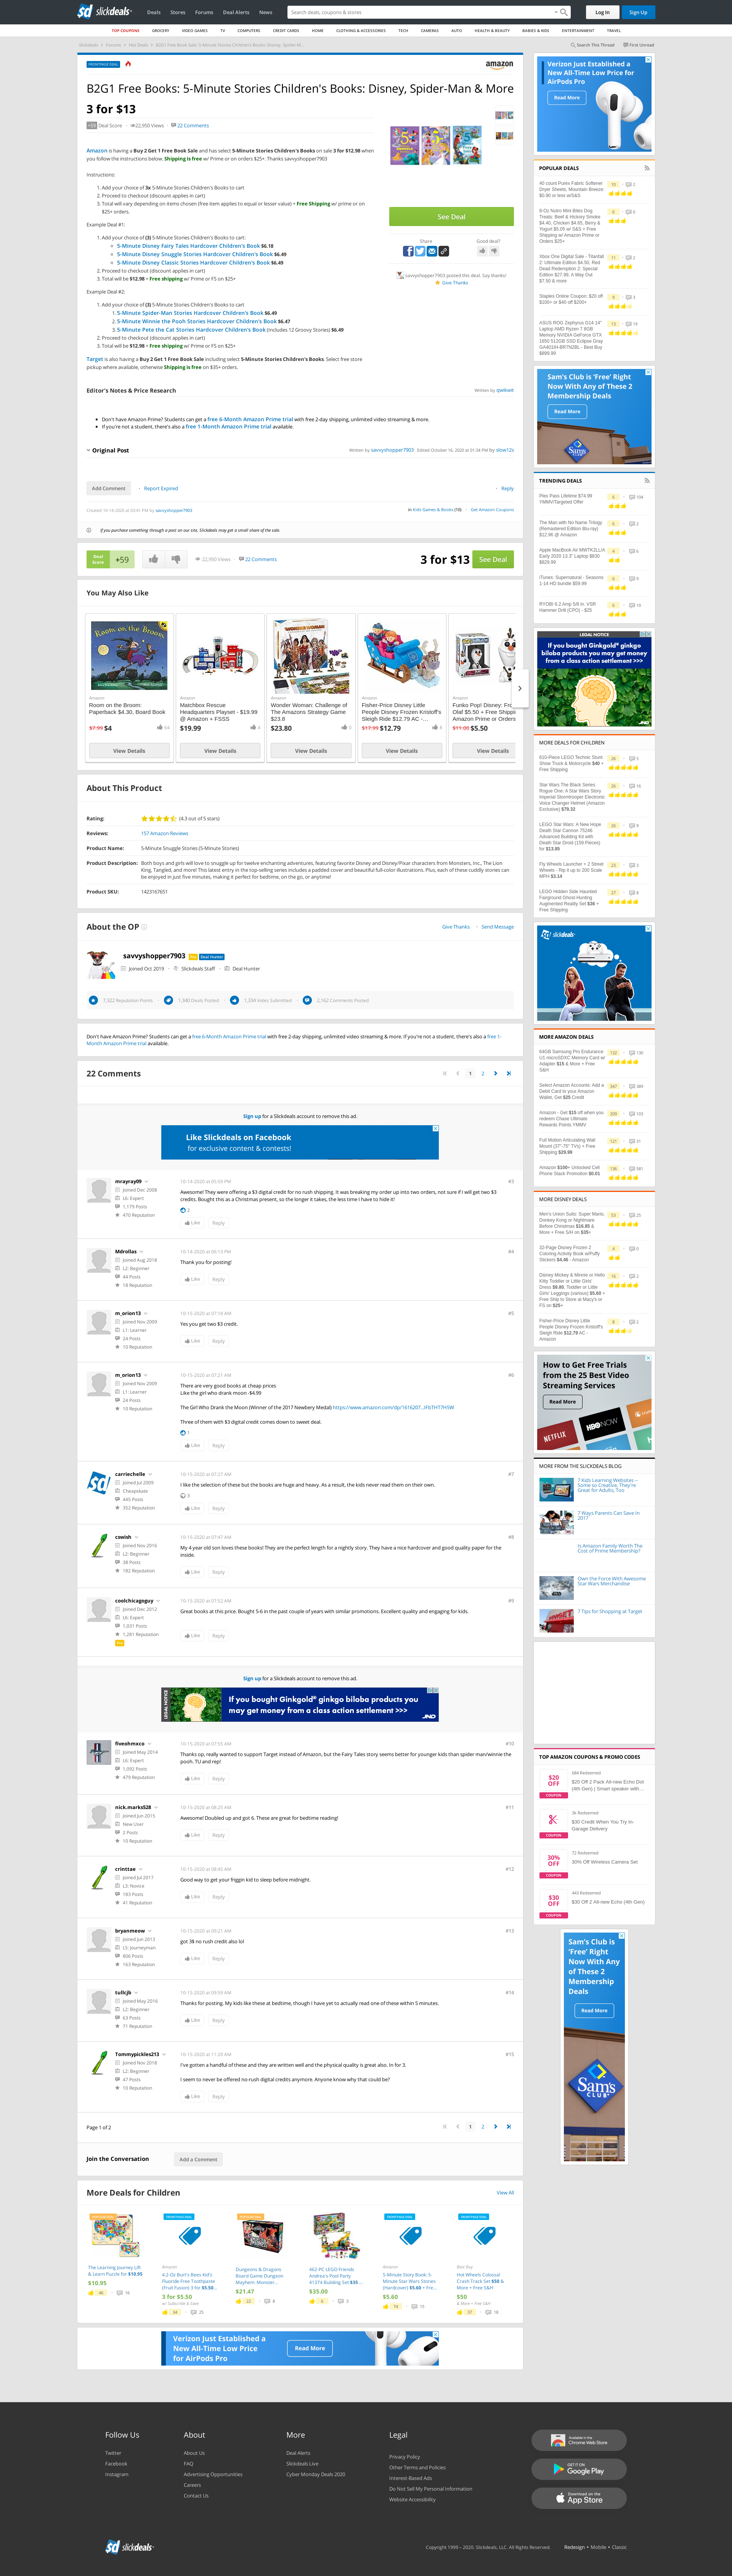 slickdeals
Deals
Stores
Forums
Deal Alerts
News
Search deals, coupons & stores
Log In
Sign Up
TOP COUPONS
GROCERY
VIDEO GAMES
TV
COMPUTERS
CREDIT CARDS
HOME
CLOTHING & ACCESSORIES
TECH
CAMERAS
AUTO
HEALTH & BEAUTY
BABIES & KIDS
ENTERTAINMENT
TRAVEL
Search This Thread
First Unread
FRONTPAGE DEAL
amazon
B2G1 Free Books: 5-Minute Stories Children's Books: Disney, Spider-Man & More
3 for $13
+59 Deal Score
22,950 Views
22 Comments
Amazon is having a Buy 2 Get 1 Free Book Sale and has select 5-Minute Stories Children's Books on sale 3 for $12.98 when
you follow the instructions below. Shipping is free w/ Prime or on orders $25+. Thanks savvyshopper7903
Instructions:
1. Add your choice of 3x 5-Minute Stories Children's Books to cart
2. Proceed to checkout (discount applies in cart)
3. Total will vary depending on items chosen (free item applies to equal or lesser value) + Free Shipping w/ Prime or on
$25+ orders.
Example Deal #1:
1. Add your choice of (3) 5-Minute Stories Children's Books to cart:
5-Minute Disney Fairy Tales Hardcover Children's Book $6.18
5-Minute Disney Snuggle Stories Hardcover Children's Book $6.49
5-Minute Disney Classic Stories Hardcover Children's Book $6.49
2. Proceed to checkout (discount applies in cart)
3. Total will be $12.98 + Free shipping w/ Prime or FS on $25+
Example Deal #2:
1. Add your choice of (3) 5-Minute Stories Children's Books to cart:
1. 5-Minute Spider-Man Stories Hardcover Children's Book $6.49
2. 5-Minute Winnie the Pooh Stories Hardcover Children's Book $6.47
3. 5-Minute Pete the Cat Stories Hardcover Children's Book (Includes 12 Groovy Stories) $6.49
2. Proceed to checkout (discount applies in cart)
3. Total will be $12.98 + Free shipping w/ Prime or FS on $25+
Target is also having a Buy 2 Get 1 Free Sale including select 5-Minute Stories Children's Books. Select free store
pickup where available, otherwise Shipping is free on $35+ orders.
See Deal
Share
Good deal?
savvyshopper7903 posted this deal. Say thanks!
Give Thanks
Editor's Notes & Price Research
Written by qwikwit
Don't have Amazon Prime? Students can get a free 6-Month Amazon Prime trial with free 2-day shipping, unlimited video streaming & more.
If you're not a student, there's also a free 1-Month Amazon Prime trial available.
Original Post
Written by savvyshopper7903 Edited October 16, 2020 at 01:34 PM by slow12s
Add Comment
Report Expired
Reply
in Kids Games & Books (10)
Get Amazon Coupons
If you purchase something through a post on our site, Slickdeals may get a small share of the sale.
Deal Score
+59
22,950 Views
22 Comments
3 for $13
See Deal
You May Also Like
Amazon
Room on the Broom:
Paperback $4.30, Board Book
$7.99 $4
View Details
Amazon
Matchbox Rescue
Headquarters Playset - $19.99
@ Amazon + FSSS
$19.99
View Details
Amazon
Wonder Woman: Challenge of
The Amazons Strategy Game
$23.8
$23.80
View Details
Amazon
Fisher-Price Disney Little
People Disney Frozen Kristoff's
Sleigh Ride $12.79 AC -...
$17.99 $12.79
View Details
Amazon
Funko Pop! Disney: Fro
Olaf $5.50 + Free Shippi
Amazon Prime or Orders
$11.00 $5.50
View Details
About This Product
Rating: (4.3 out of 5 stars)
Reviews: 157 Amazon Reviews
Product Name: 5-Minute Snuggle Stories (5-Minute Stories)
Product Description: Both boys and girls will love to snuggle up for twelve enchanting adventures, featuring favorite Disney and Disney/Pixar characters from Monsters, Inc., The Lion
King, Tangled, and more! This latest entry in the top-selling series includes a padded cover and beautiful full-color illustrations. Plus, each of these cuddly stories can
be enjoyed in just five minutes, making it perfect for bedtime, on the go, or anytime!
Product SKU: 1423167651
About the OP
Give Thanks
Send Message
savvyshopper7903 Deal Hunter
Joined Oct 2019
Slickdeals Staff
Deal Hunter
7,322 Reputation Points
1,340 Deals Posted
1,334 Votes Submitted
2,162 Comments Posted
Don't have Amazon Prime? Students can get a free 6-Month Amazon Prime trial with free 2-day shipping, unlimited video streaming & more. If you're not a student, there's also a free 1-
Month Amazon Prime trial available.
22 Comments
1
2
Sign up for a Slickdeals account to remove this ad.
Like Slickdeals on Facebook
for exclusive content & contests!
mrayray09
Joined Dec 2008
L6: Expert
1,179 Posts
470 Reputation
10-14-2020 at 05:59 PM
#3
Awesome! They were offering a $3 digital credit for no rush shipping. It was breaking my order up into two orders, not sure if I will get two $3
credits. Bought this as a Christmas present, so the longer it takes, the less time I have to hide it!
2
Like
Reply
Mdrollas
Joined Aug 2018
L2: Beginner
44 Posts
18 Reputation
10-14-2020 at 06:13 PM
#4
Thank you for posting!
Like
Reply
m_orion13
Joined Nov 2009
L1: Learner
24 Posts
10 Reputation
10-15-2020 at 07:19 AM
#5
Yes you get two $3 credit.
Like
Reply
m_orion13
Joined Nov 2009
L1: Learner
24 Posts
10 Reputation
10-15-2020 at 07:21 AM
#6
There are very good books at cheap prices
Like the girl who drank moon -$4.99
The Girl Who Drank the Moon (Winner of the 2017 Newbery Medal) https://www.amazon.com/dp/1616207...iFbTHT7H5W
Three of them with $3 digital credit comes down to sweet deal.
1
Like
Reply
carriechelle
Joined Jul 2009
Cheapskate
445 Posts
352 Reputation
10-15-2020 at 07:27 AM
#7
I like the selection of these but the books are huge and heavy. As a result, the kids never read them on their own.
3
Like
Reply
cswish
Joined Nov 2016
L2: Beginner
38 Posts
182 Reputation
10-15-2020 at 07:47 AM
#8
My 4 year old son loves these books! They are the perfect length for a nightly story. They have a nice hardcover and good quality paper for the
inside.
Like
Reply
coolchicagoguy
Joined Dec 2012
L6: Expert
1,031 Posts
1,281 Reputation
10-15-2020 at 07:52 AM
#9
Great books at this price. Bought 5-6 in the past couple of years with similar promotions. Excellent quality and engaging for kids.
Like
Reply
Sign up for a Slickdeals account to remove this ad.
LEGAL NOTICE
If you bought Ginkgold® ginkgo biloba products you
may get money from a class action settlement >>>
JND
fiveohmxco
Joined May 2014
L6: Expert
1,092 Posts
479 Reputation
10-15-2020 at 07:55 AM
#10
Thanks op, really wanted to support Target instead of Amazon, but the Fairy Tales story seems better for younger kids than spider man/winnie the
pooh. TU and rep!
Like
Reply
nick.marks528
Joined Jun 2015
New User
2 Posts
10 Reputation
10-15-2020 at 08:25 AM
#11
Awesome! Doubled up and got 6. These are great for bedtime reading!
Like
Reply
crinttae
Joined Jul 2017
L3: Novice
183 Posts
41 Reputation
10-15-2020 at 08:45 AM
#12
Good way to get your friggin kid to sleep before midnight.
Like
Reply
bryanmeow
Joined Jun 2013
L5: Journeyman
806 Posts
163 Reputation
10-15-2020 at 09:21 AM
#13
got 3$ no rush credit also lol
Like
Reply
tullcjb
Joined May 2016
L2: Beginner
63 Posts
71 Reputation
10-15-2020 at 09:59 AM
#14
Thanks for posting. My kids like these at bedtime, though I have yet to actually read one of these within 5 minutes.
Like
Reply
Tommypickles213
Joined Nov 2018
L2: Beginner
47 Posts
10 Reputation
10-15-2020 at 11:20 AM
#15
I've gotten a handful of these and they are written well and the physical quality is great also. In for 3.
I seem to never be offered no rush digital credits anymore. Anyone know why that could be?
Like
Reply
Page 1 of 2
1
2
Join the Conversation
Add a Comment
More Deals for Children
View All
The Learning Journey Lift
& Learn Puzzle for $10.95
$10.95
Amazon
4.2-Oz Burt's Bees Kid's
Fluoride Free Toothpaste
(Fruit Fusion) 3 for $5.50...
3 for $5.50
w/ Subscribe & Save
Dungeons & Dragons
Board Game Dungeon
Mayhem: Monster...
$21.47
462-PC LEGO Friends
Andrea's Pool Party
41374 Building Set $35...
$35.00
Amazon
5-Minute Story Book: 5-
Minute Star Wars Stories
(Hardcover) $5.60 + Fre...
$5.60
Best Buy
Hot Wheels Colossal
Crash Track Set $50 &
More + Free S&H
$50
& More + Free S&H
Verizon Just Established a
New All-Time Low Price
for AirPods Pro
Read More
Verizon Just Established a
New All-Time Low Price for
AirPods Pro
Read More
POPULAR DEALS
40 count Purex Fabric Softener
Dryer Sheets, Mountain Breeze
$0.90 or less w/S&S
Xbox One Digital Sale - Titanfall
2: Ultimate Edition $4.50, Red
Dead Redemption 2: Special
Edition $27.99, A Way Out
$7.50 & more
Staples Online Coupon: $20 off
$100+ or $40 off $200+
ASUS ROG Zephyrus G14 14"
Laptop AMD Ryzen 7 8GB
Memory NVIDIA GeForce GTX
1650 512GB SSD Eclipse Gray
GA401IH-BR7N2BL - Best Buy
$899.99
Sam's Club is 'Free' Right
Now With Any of These 2
Membership Deals
Read More
TRENDING DEALS
Plex Pass Lifetime $74.99
YMMV/Targeted Offer
The Man with No Name Trilogy
(Remastered Edition Blu-ray)
$12.96 @ Amazon
Apple MacBook Air MWTK2LL/A
Early 2020 13.3" Laptop $930
$829.99
iTunes: Supernatural - Seasons
1-14 HD bundle $59.99
RYOBI 6.2 Amp 5/8 in. VSR
Hammer Drill (CPO) - $25
LEGAL NOTICE
If you bought Ginkgold® ginkgo
biloba products you may get money
from a class action settlement >>>
MORE DEALS FOR CHILDREN
610-Piece LEGO Technic Stunt
Show Truck & Motorcycle $40 +
Free Shipping
Star Wars The Black Series
Rogue One: A Star Wars Story
Imperial Stormtrooper Electronic
Voice Changer Helmet (Amazon
Exclusive) $79.32
LEGO Star Wars: A New Hope
Death Star Cannon 75246
Advanced Building Kit with
Death Star Droid (159 Pieces)
for $13.85
Fly Wheels Launcher + 2 Street
Wheels - Rip it up to 200 Scale
MPH $3.14
LEGO Hidden Side Haunted
Fairground Ghost-Hunting
Augmented Reality Set $36 +
Free Shipping
slickdeals
MORE AMAZON DEALS
64GB Samsung Pro Endurance
U1 microSDXC Memory Card w/
Adapter $15 & More + Free
S&H
Select Amazon Accounts: Add a
Debit Card to your Amazon
Wallet, Get $25 Credit
Amazon - Get $15 off when you
redeem Chase Ultimate
Rewards Points YMMV
Full Motion Articulating Wall
Mount (37"-75" TVs) + Free
Shipping $29.99
Amazon $100+ Unlocked Cell
Phone Stack Promotion $0.01
MORE DISNEY DEALS
Men's Union Suits: Super Mario,
Donkey Kong or Nightmare
Before Christmas $16.95 &
More + Free S/H on $35+
32-Page Disney Frozen 2
Coloring Activity Book w/Puffy
Stickers $4.46 - Amazon
Disney Mickey & Minnie or Hello
Kitty Toddler or Little Girls'
Dress $9.85, Toddler or Little
Girls' Leggings (various) $5.60 +
Free Ship to Store at Macy's or
FS on $25+
Fisher-Price Disney Little
People Disney Frozen Kristoff's
Sleigh Ride $12.79 AC -
Amazon
How to Get Free Trials
from the 25 Best Video
Streaming Services
Read More
NETFLIX
HBO NOW
MORE FROM THE SLICKDEALS BLOG
7 Kids Learning Websites –
Some so Creative, They're
Great for Adults, Too
7 Ways Parents Can Save in
2017
Is Amazon Family Worth The
Cost of Prime Membership?
Own the Force With Awesome
Star Wars Merchandise
7 Tips for Shopping at Target
TOP AMAZON COUPONS & PROMO CODES
$20 OFF
COUPON
684 Redeemed
$20 Off 2 Pack All-new Echo Dot
(4th Gen) | Smart speaker with...
COUPON
3k Redeemed
$30 Credit When You Try In-
Garage Delivery
30% OFF
COUPON
72 Redeemed
30% Off Wireless Camera Set
$30 OFF
COUPON
443 Redeemed
$30 Off 2 All-new Echo (4th Gen)
Sam's Club is
'Free' Right
Now With Any
of These 2
Membership
Deals
Read More
Sam's CLUB
Follow Us
Twitter
Facebook
Instagram
About
About Us
FAQ
Advertising Opportunities
Careers
Contact Us
More
Deal Alerts
Slickdeals Live
Cyber Monday Deals 2020
Legal
Privacy Policy
Other Terms and Policies
Interest-Based Ads
Do Not Sell My Personal Information
Website Accessibility
Available in the
Chrome Web Store
GET IT ON
Google Play
Download on the
App Store
slickdeals
Copyright 1999 – 2020. Slickdeals, LLC. All Rights Reserved
Redesign • Mobile • Classic